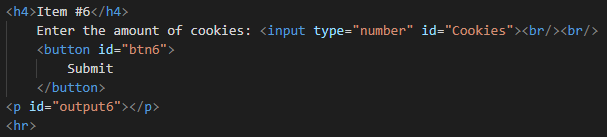 <h4>Item #6</h4>
Enter the amount of cookies: <input type="number" id="Cookies"><br/><br/>
<button id="btn6">
Submit
</button>
<p id="output6"></p>
<hr>